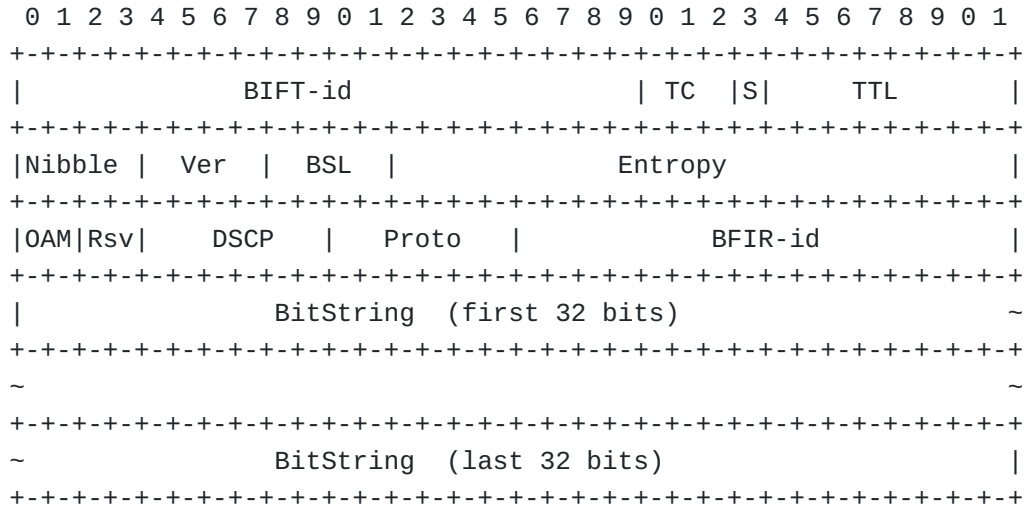 0 1 2 3 4 5 6 7 8 9 0 1 2 3 4 5 6 7 8 9 0 1 2 3 4 5 6 7 8 9 0 1
+-+-+-+-+-+-+-+-+-+-+-+-+-+-+-+-+-+-+-+-+-+-+-+-+-+-+-+-+-+-+-+-+
|              BIFT-id                  | TC  |S|     TTL       |
+-+-+-+-+-+-+-+-+-+-+-+-+-+-+-+-+-+-+-+-+-+-+-+-+-+-+-+-+-+-+-+-+
|Nibble |  Ver  |  BSL  |              Entropy                  |
+-+-+-+-+-+-+-+-+-+-+-+-+-+-+-+-+-+-+-+-+-+-+-+-+-+-+-+-+-+-+-+-+
|OAM|Rsv|    DSCP   |   Proto   |            BFIR-id            |
+-+-+-+-+-+-+-+-+-+-+-+-+-+-+-+-+-+-+-+-+-+-+-+-+-+-+-+-+-+-+-+-+
|                BitString  (first 32 bits)                     ~
+-+-+-+-+-+-+-+-+-+-+-+-+-+-+-+-+-+-+-+-+-+-+-+-+-+-+-+-+-+-+-+-+
~                                                               ~
+-+-+-+-+-+-+-+-+-+-+-+-+-+-+-+-+-+-+-+-+-+-+-+-+-+-+-+-+-+-+-+-+
~                BitString  (last 32 bits)                      |
+-+-+-+-+-+-+-+-+-+-+-+-+-+-+-+-+-+-+-+-+-+-+-+-+-+-+-+-+-+-+-+-+